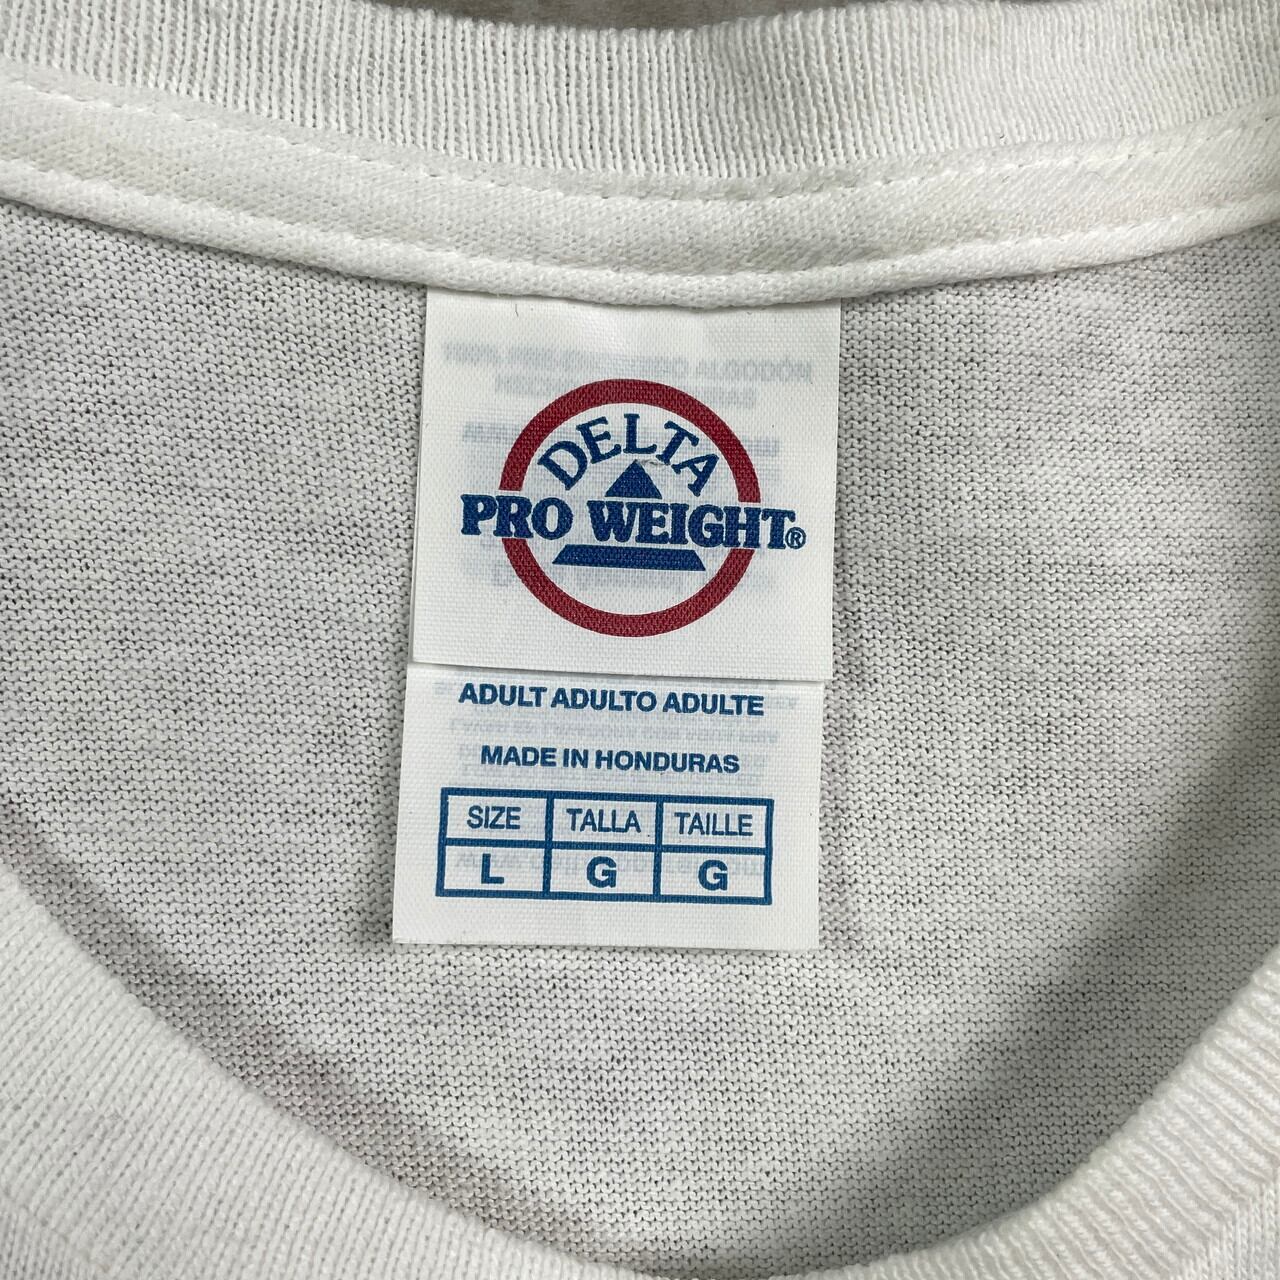 DELTA
PRO WEIGHT®
ADULT ADULTO ADULTE
MADE IN HONDURAS
SIZE TALLA TAILLE
L G G